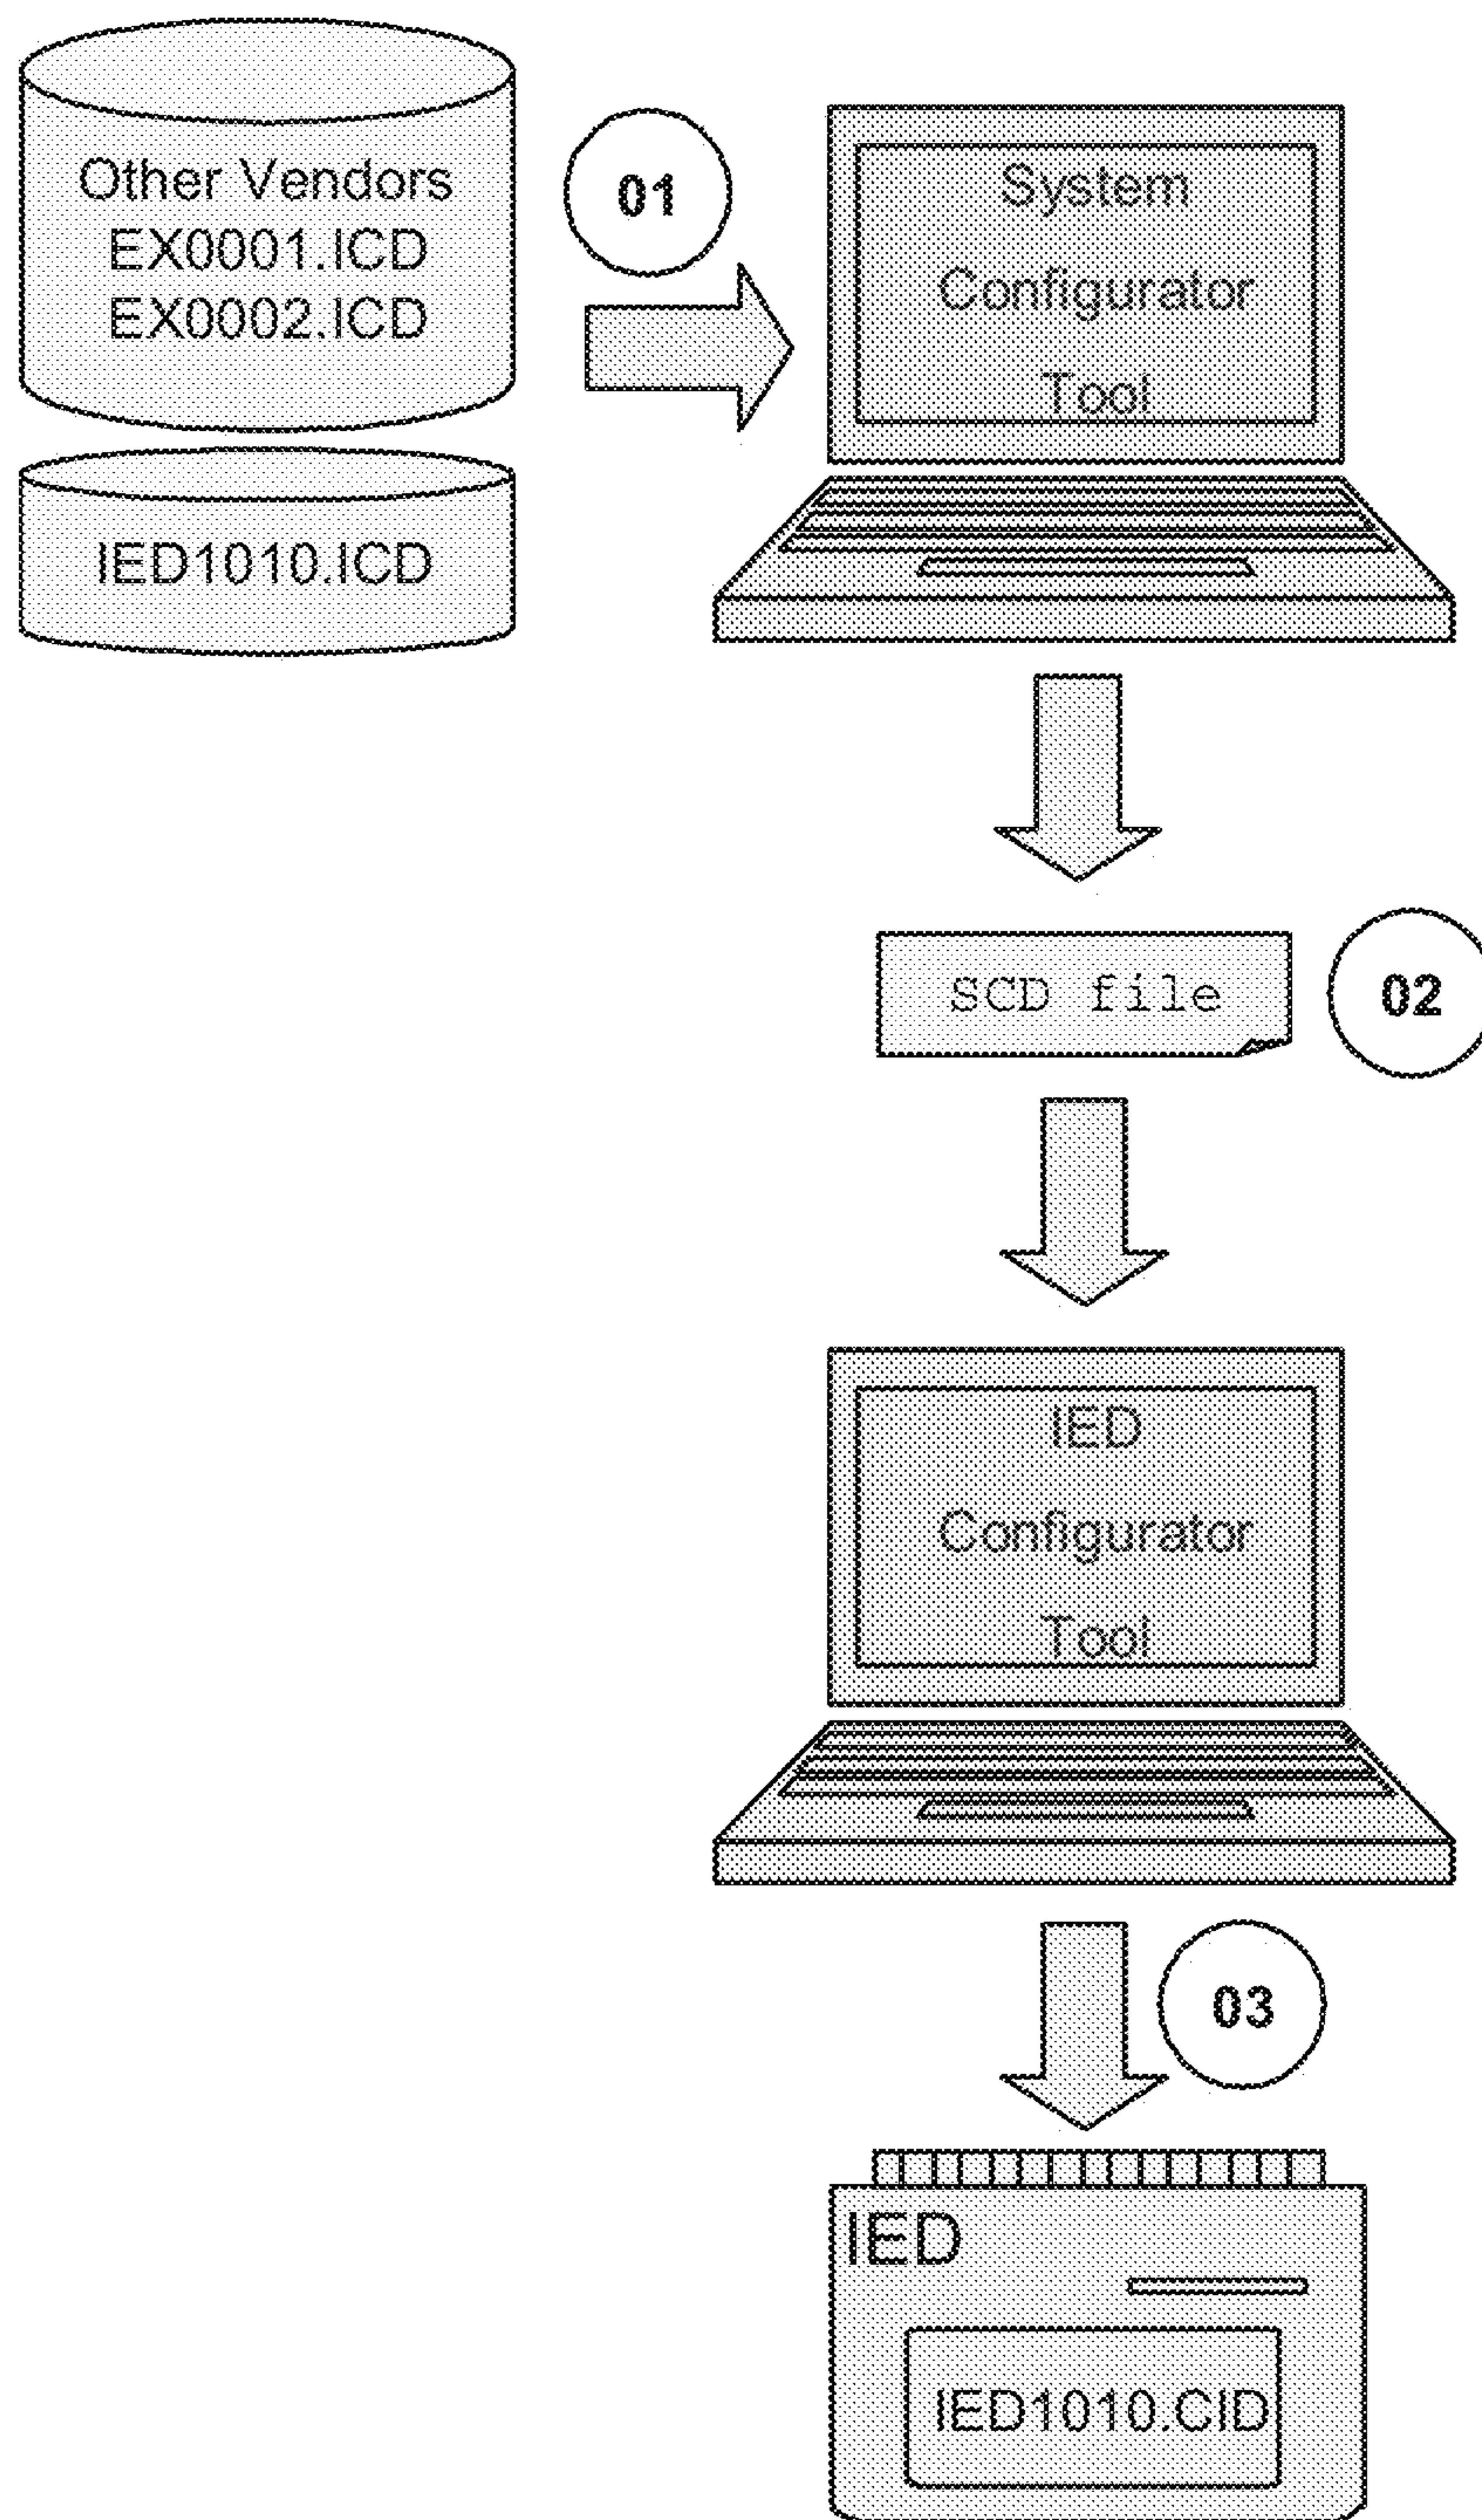 Other Vendors
EX0001.ICD
EX0002.ICD
IED1010.ICD
01
System
Configurator
Tool
SCD file
02
IED
Configurator
Tool
03
IED
IED1010.CID